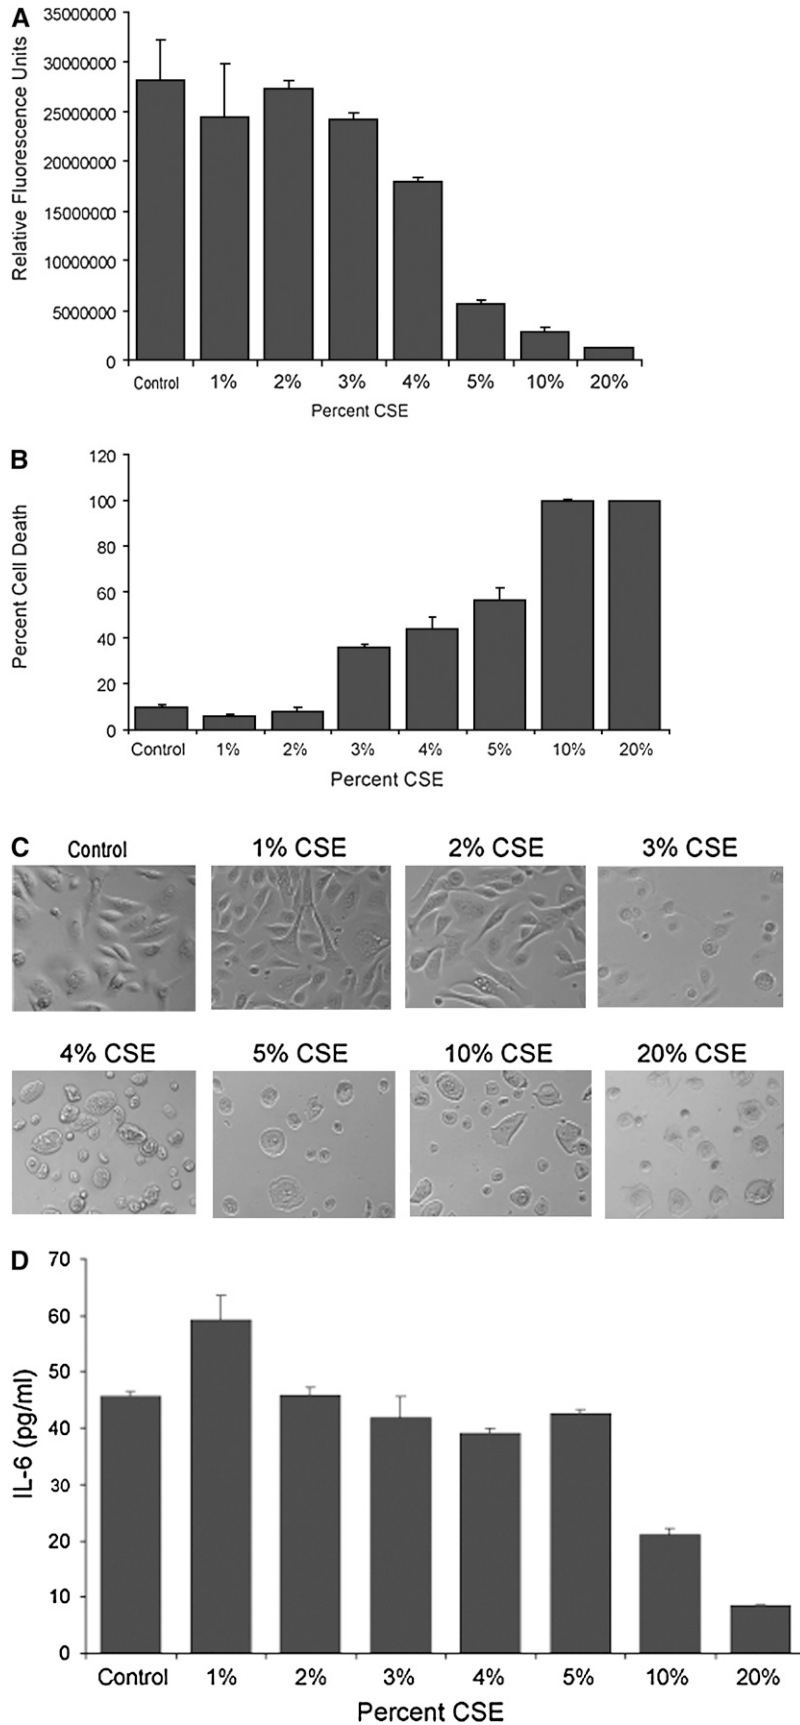 A
Relative Fluorescence Units
35000000
30000000
25000000
20000000
15000000
10000000
5000000
0
Control 1% 2% 3% 4% 5% 10% 20%
Percent CSE
B
Percent Cell Death
120
100
80
60
40
20
0
Control 1% 2% 3% 4% 5% 10% 20%
Percent CSE
C
Control 1% CSE 2% CSE 3% CSE
4% CSE 5% CSE 10% CSE 20% CSE
D
IL-6 (pg/ml)
70
60
50
40
30
20
10
0
Control 1% 2% 3% 4% 5% 10% 20%
Percent CSE